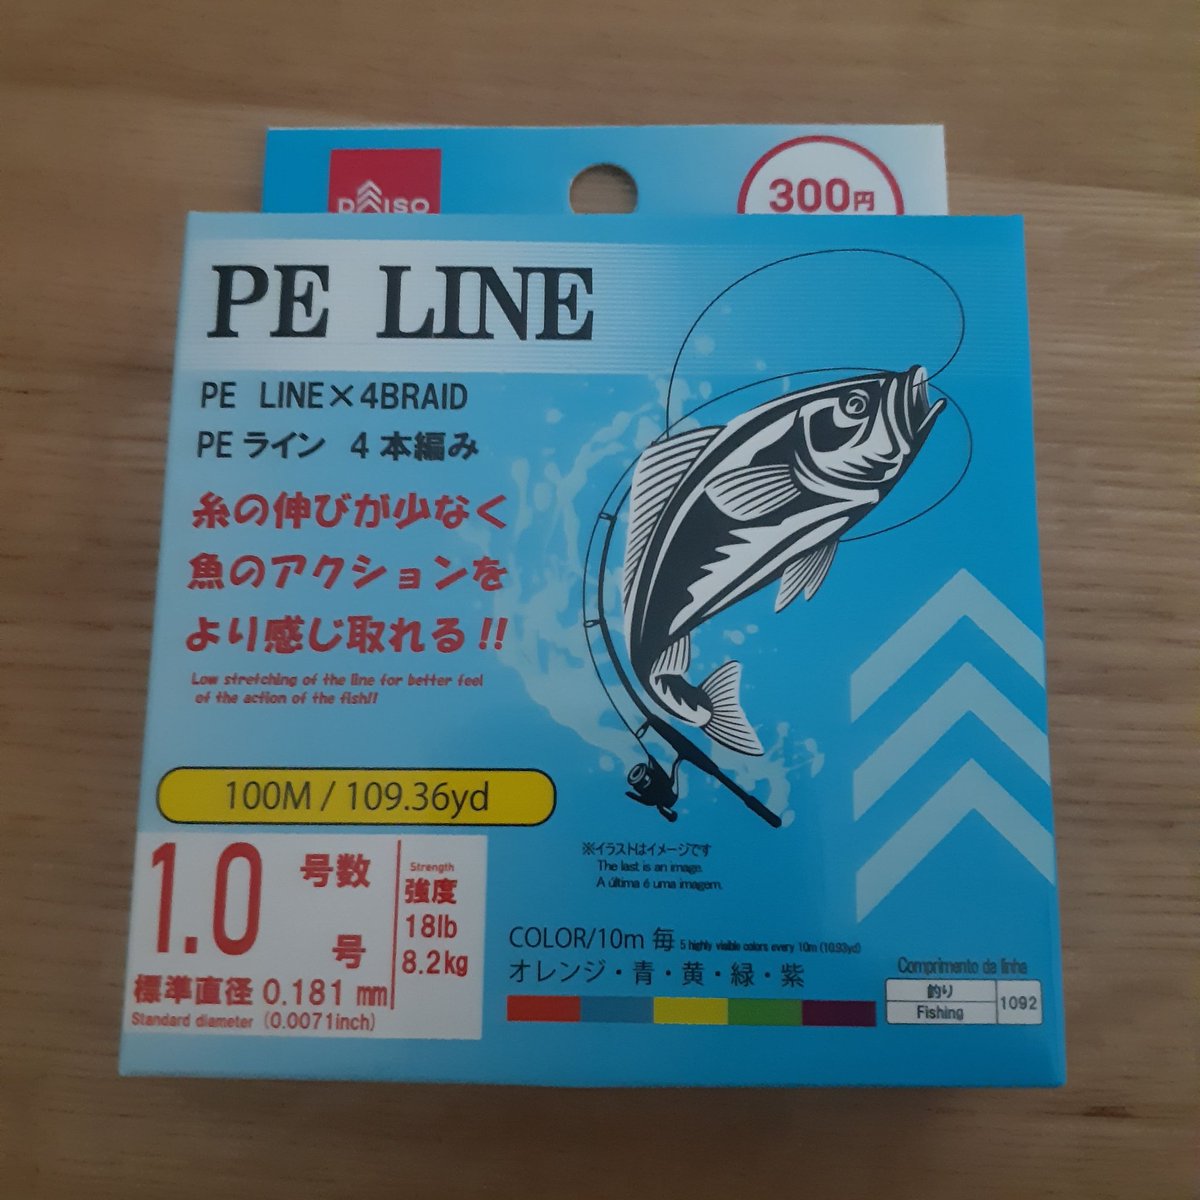 DAISO
300円
PE LINE
PE LINE×4BRAID
PEライン 4本編み
糸の伸びが少なく
魚のアクションを
より感じ取れる!!
Low stretching of the line for better feel
of the action of the fish!!
100M / 109.36yd
1.0 号数
号
標準直径 0.181 mm
Standard diameter (0.0071inch)
Strength
強度
18lb
8.2kg
※イラストはイメージです
The last is an image.
A última é uma imagem.
COLOR/10m 毎 5 highly visible colors every 10m (10.93yd)
オレンジ・青・黄・緑・紫
Comprimento da linha
釣り
Fishing
1092